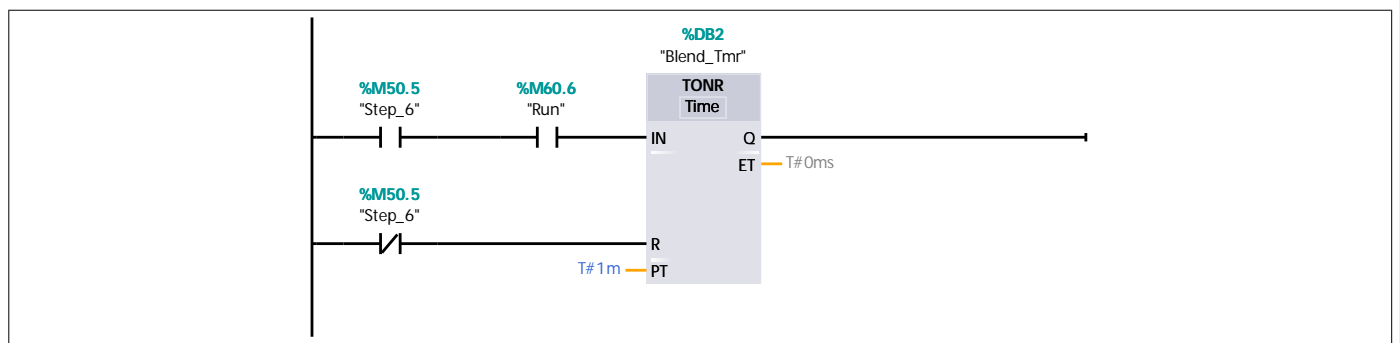 %DB2
"Blend_Tmr"
%M50.5
"Step_6"
%M60.6
"Run"
TONR
Time
IN
Q
ET
T#0ms
%M50.5
"Step_6"
R
T#1m
PT